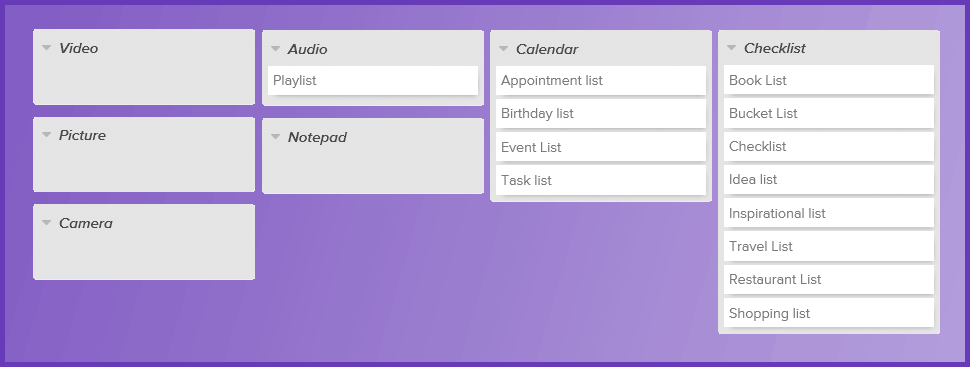 Video
Picture
Camera
Audio
Playlist
Notepad
Calendar
Appointment list
Birthday list
Event List
Task list
Checklist
Book List
Bucket List
Checklist
Idea list
Inspirational list
Travel List
Restaurant List
Shopping list